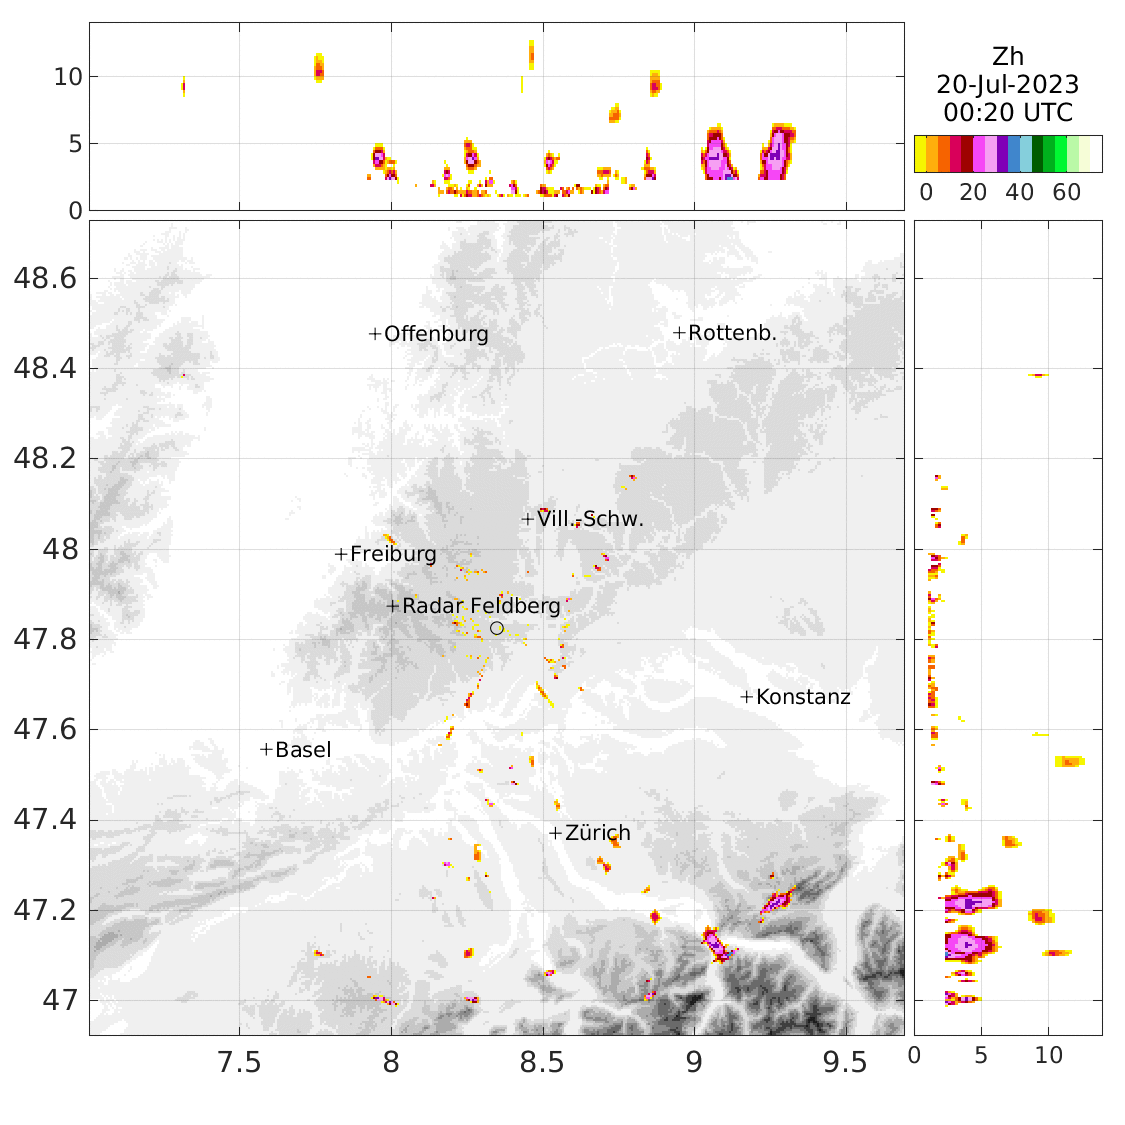 10
5
0
Zh
20-Jul-2023
00:20 UTC
0 20 40 60
48.6
48.4
48.2
48
47.8
47.6
47.4
47.2
47
Offenburg
Rottenb.
Vill.-Schw.
Freiburg
Radar Feldberg
Konstanz
Basel
Zürich
7.5 8 8.5 9 9.5
0 5 10